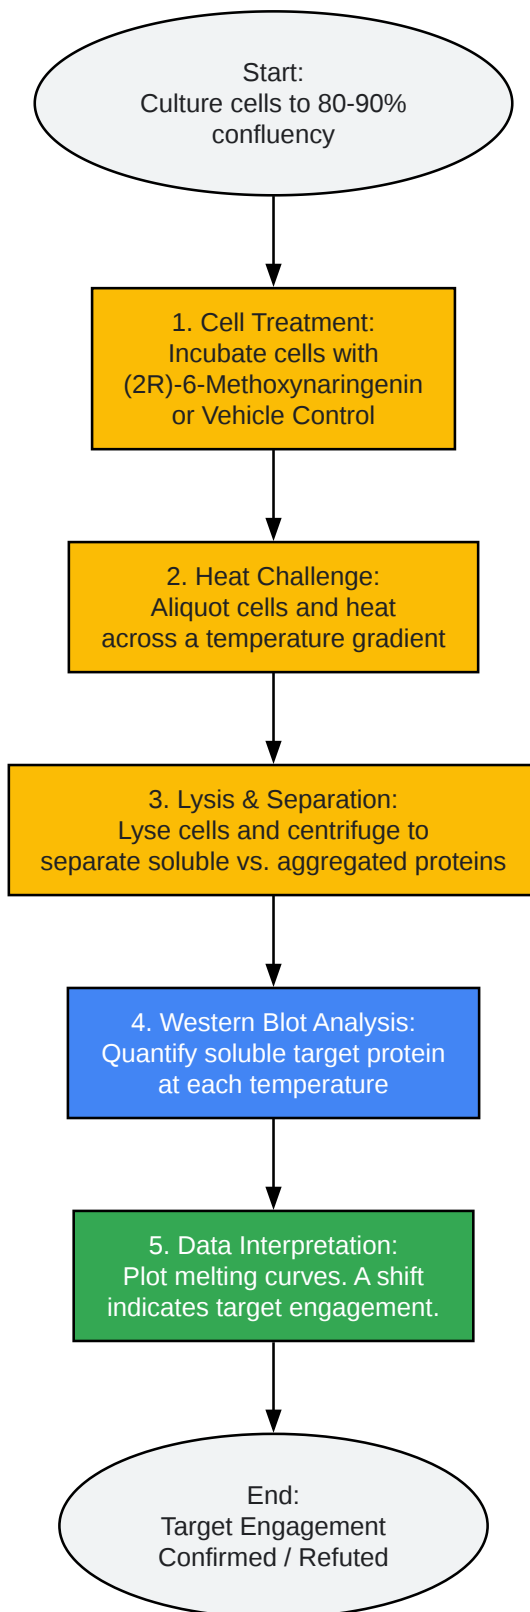 Start:
Culture cells to 80-90%
confluency
1. Cell Treatment:
Incubate cells with
(2R)-6-Methoxynaringenin
or Vehicle Control
2. Heat Challenge:
Aliquot cells and heat
across a temperature gradient
3. Lysis & Separation:
Lyse cells and centrifuge to
separate soluble vs. aggregated proteins
4. Western Blot Analysis:
Quantify soluble target protein
at each temperature
5. Data Interpretation:
Plot melting curves. A shift
indicates target engagement.
End:
Target Engagement
Confirmed / Refuted